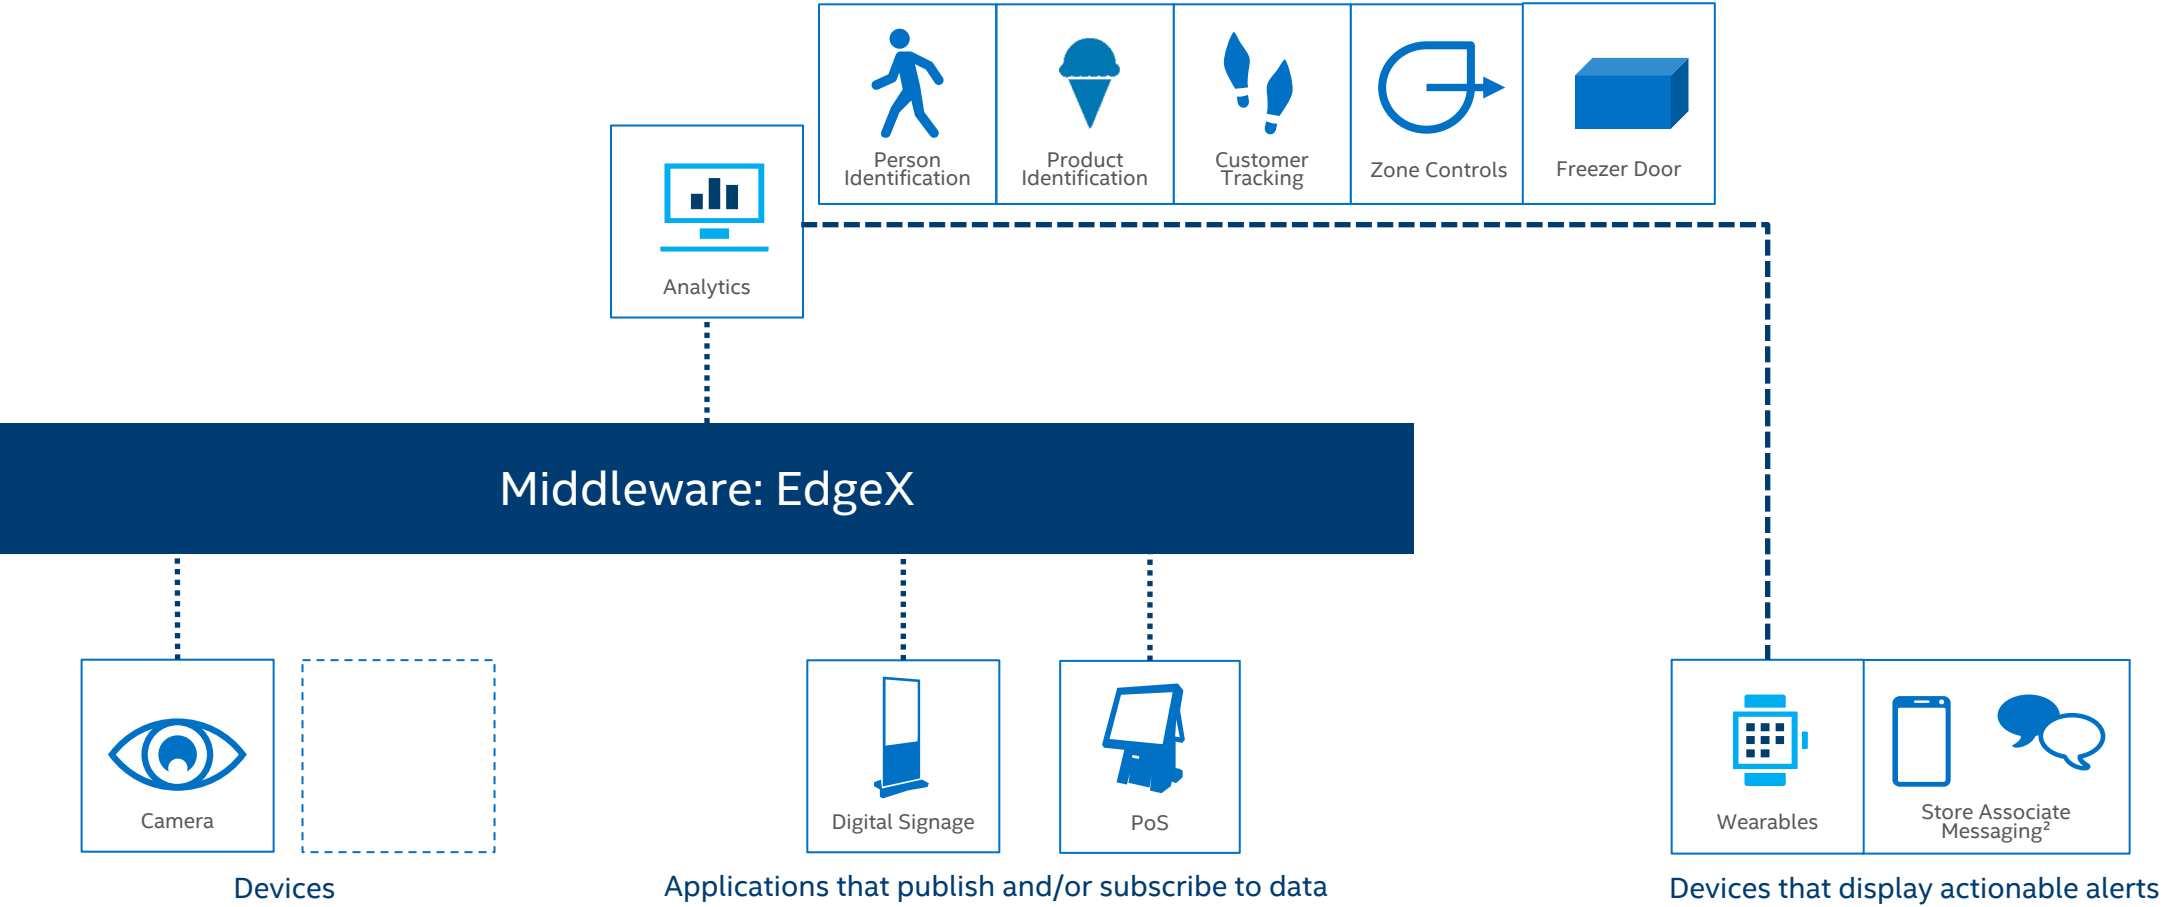 Person
Identification
Product
Identification
Customer
Tracking
Zone Controls
Freezer Door
Analytics
Middleware: EdgeX
Camera
Digital Signage
PoS
Wearables
Store Associate
Messaging²
Devices
Applications that publish and/or subscribe to data
Devices that display actionable alerts